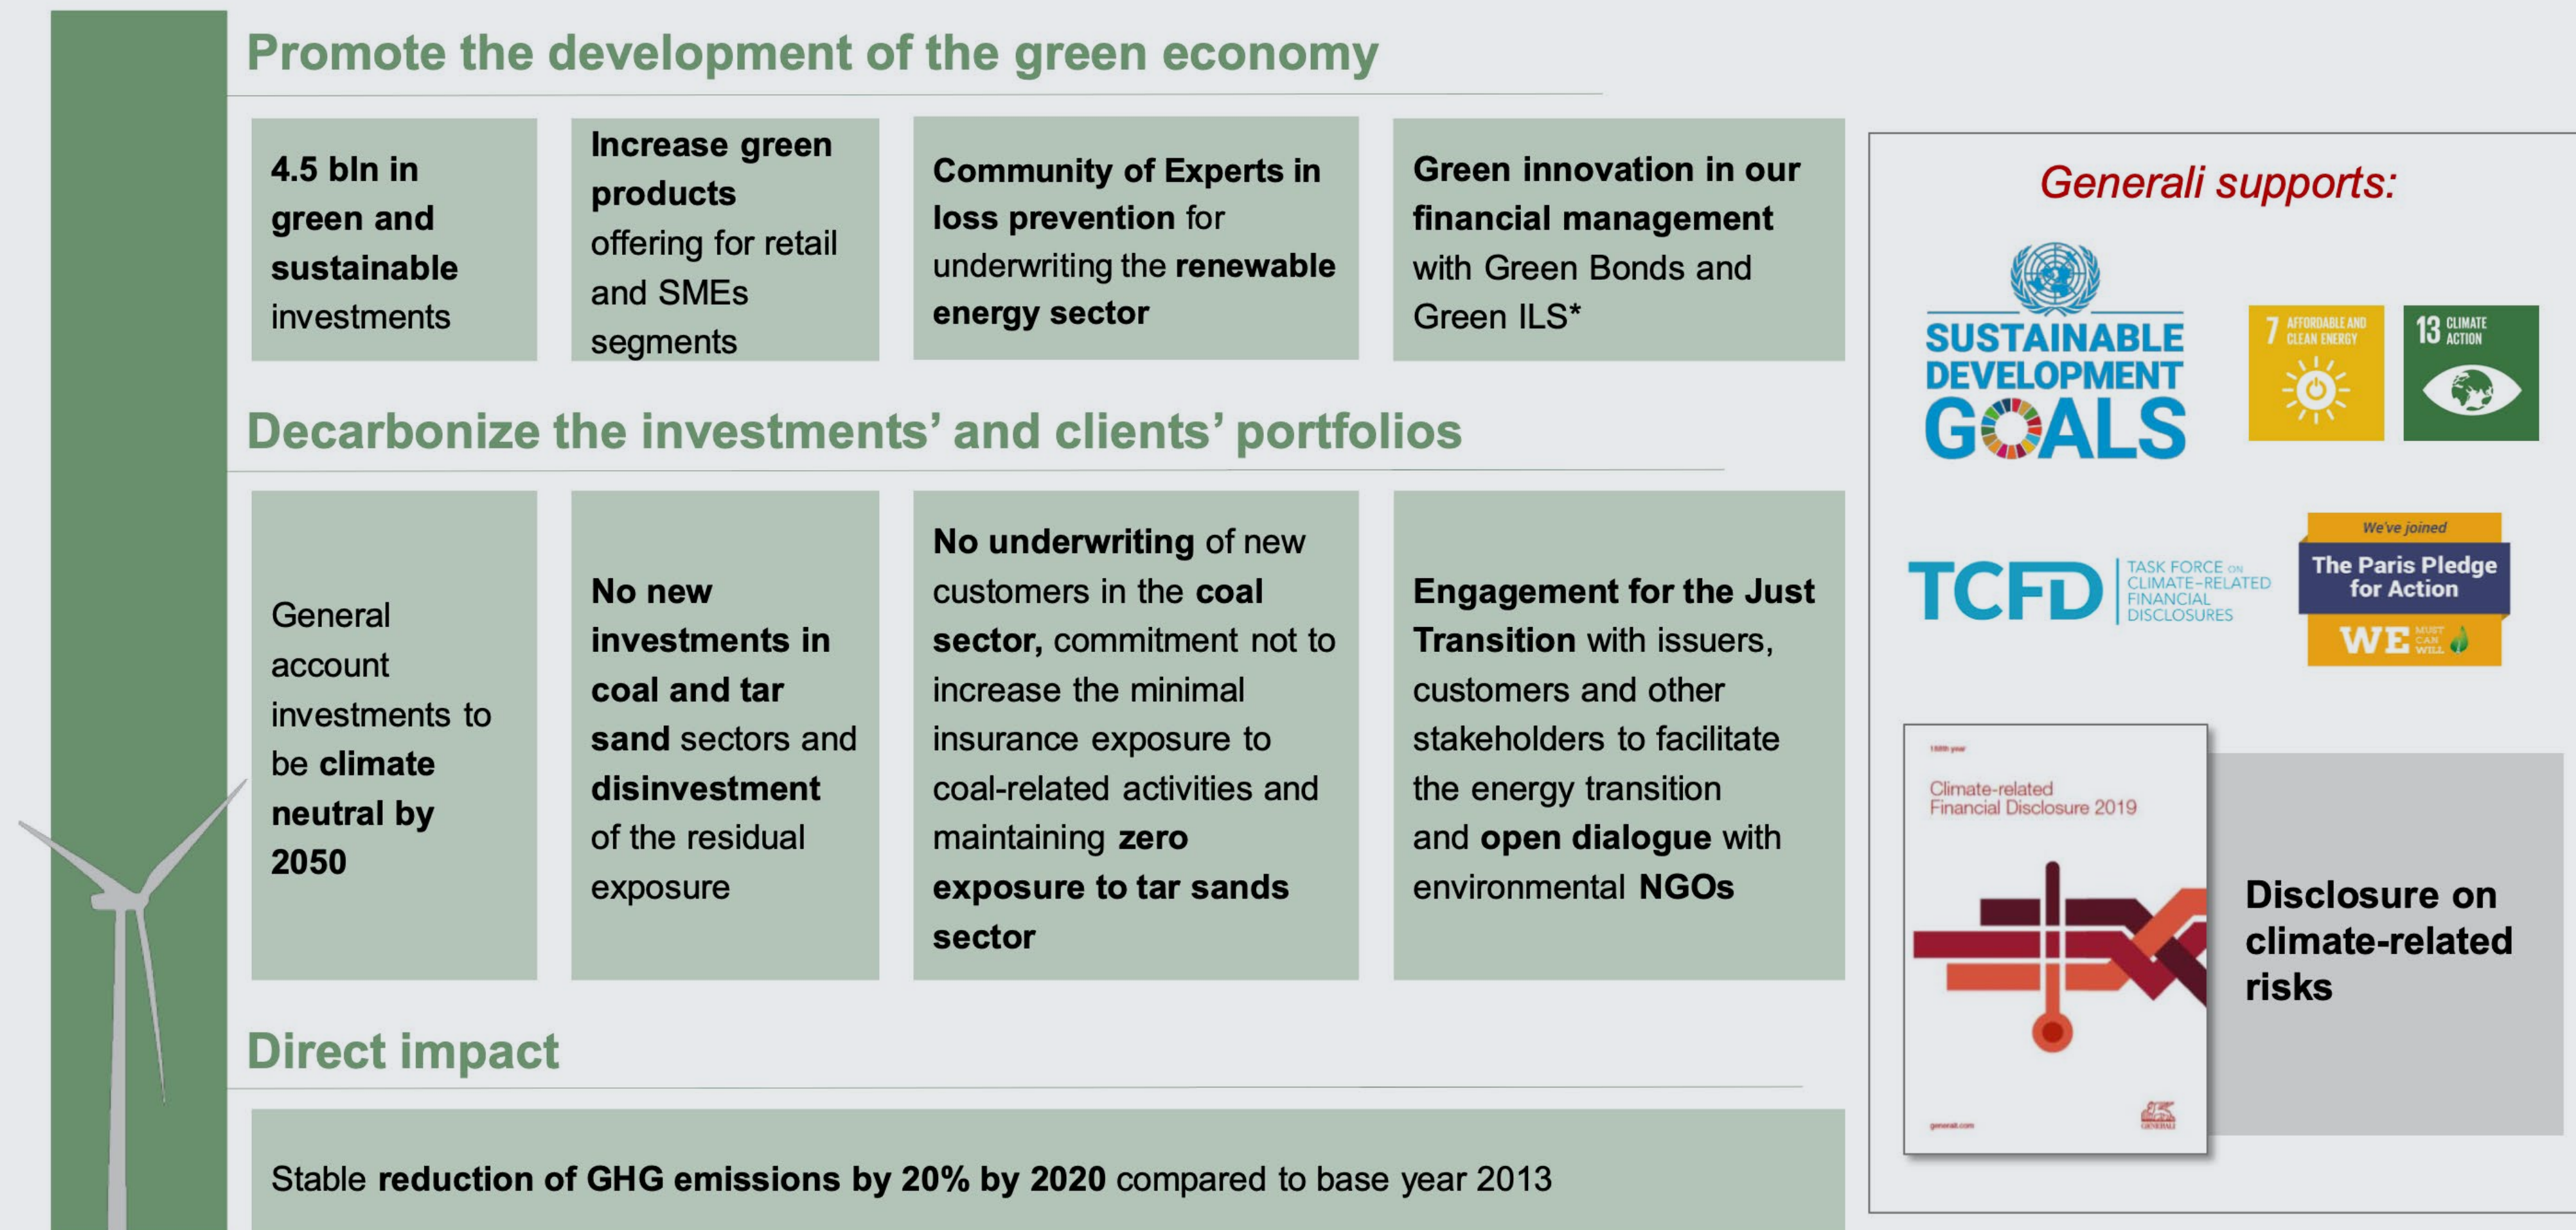 Promote the development of the green economy
4.5 bln in
green and
sustainable
investments
Increase green
products
offering for retail
and SMEs
segments
Community of Experts in
loss prevention for
underwriting the renewable
energy sector
Green innovation in our
financial management
with Green Bonds and
Green ILS*
Decarbonize the investments’ and clients’ portfolios
General
account
investments to
be climate
neutral by
2050
No new
investments in
coal and tar
sand sectors and
disinvestment
of the residual
exposure
No underwriting of new
customers in the coal
sector, commitment not to
increase the minimal
insurance exposure to
coal-related activities and
maintaining zero
exposure to tar sands
sector
Engagement for the Just
Transition with issuers,
customers and other
stakeholders to facilitate
the energy transition
and open dialogue with
environmental NGOs
Direct impact
Stable reduction of GHG emissions by 20% by 2020 compared to base year 2013
Generali supports:
SUSTAINABLE
DEVELOPMENT
GOALS
7 AFFORDABLE AND
CLEAN ENERGY
13 CLIMATE
ACTION
TCFD
TASK FORCE ON
CLIMATE-RELATED
FINANCIAL
DISCLOSURES
We've joined
The Paris Pledge
for Action
WE MUST
CAN
WILL
year
Climate-related
Financial Disclosure 2019
generali.com
GENERALI
Disclosure on
climate-related
risks